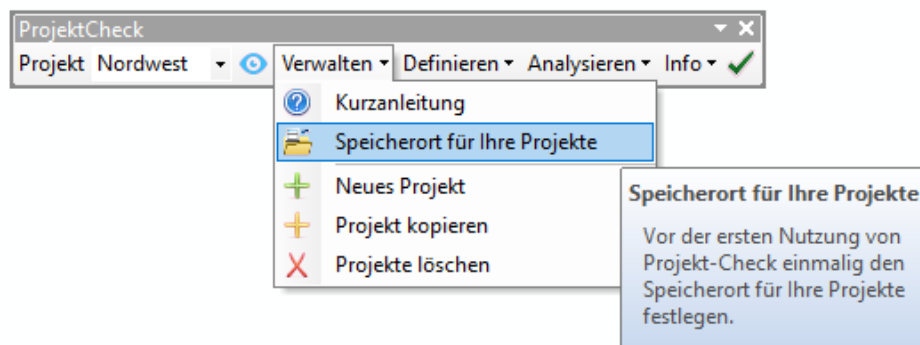 ProjektCheck
Projekt Nordwest Verwalten Definieren Analysieren Info
Kurzanleitung
Speicherort für Ihre Projekte
Neues Projekt
Projekt kopieren
Projekte löschen
Speicherort für Ihre Projekte
Vor der ersten Nutzung von
Projekt-Check einmalig den
Speicherort für Ihre Projekte
festlegen.